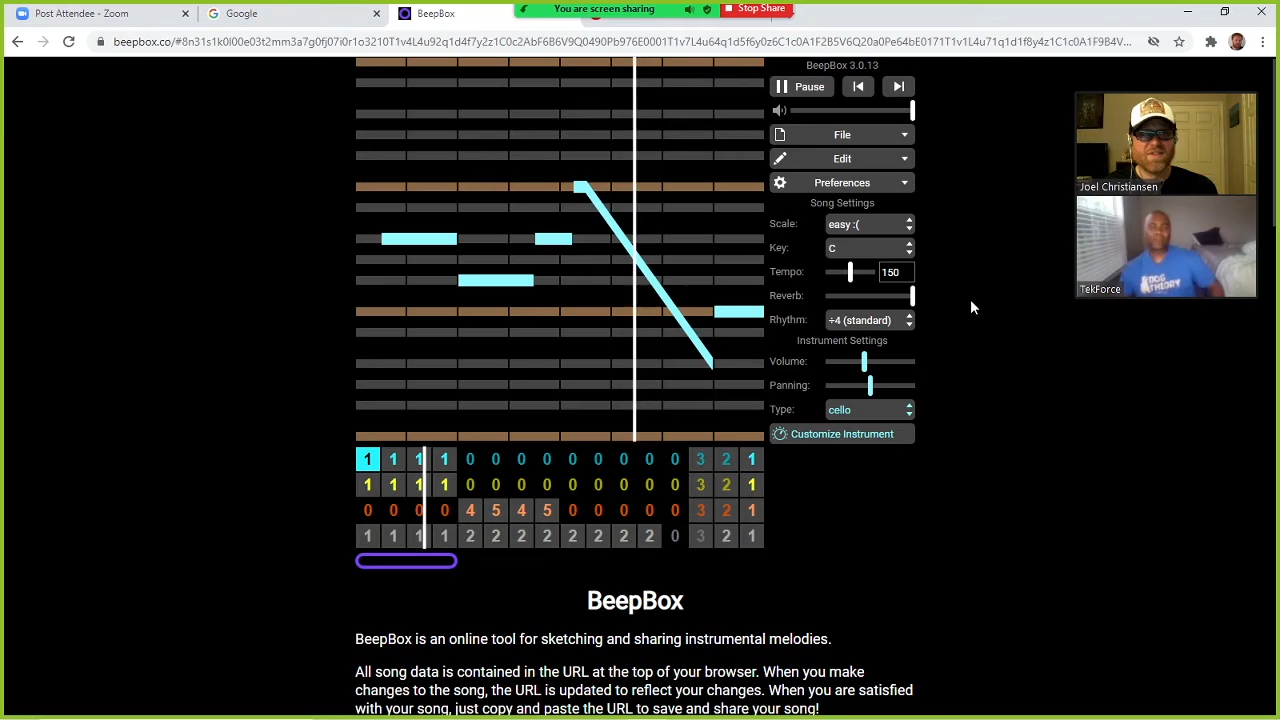 Post Attendee - Zoom
Google
BeepBox
You are screen sharing
Stop Share
beepbox.co/#8n31s1k0l00e03t2mm3a7g0fj07i0r1o3210T1v4L4u92q1d4f7y2z1C0c2AbF6B6V9Q0490Pb976E0001T1v7L4u64q1d5f6y0z6C1c0A1F2B5V6Q20a0Pe64bE0171T1v1L4u71q1d1f8y4z1C1c0A1F9B4V...
BeepBox 3.0.13
Pause
File
Edit
Preferences
Song Settings
Scale: easy :(
Key: C
Tempo: 150
Reverb:
Rhythm: ÷4 (standard)
Instrument Settings
Volume:
Panning:
Type: cello
Customize Instrument
Joel Christiansen
DOG
THEORY
TekForce
1 1 1 1 0 0 0 0 0 0 0 0 0 3 2 1
1 1 1 1 0 0 0 0 0 0 0 0 0 3 2 1
0 0 0 0 4 5 4 5 0 0 0 0 0 3 2 1
1 1 1 1 2 2 2 2 2 2 2 2 0 3 2 1
BeepBox
BeepBox is an online tool for sketching and sharing instrumental melodies.
All song data is contained in the URL at the top of your browser. When you make
changes to the song, the URL is updated to reflect your changes. When you are satisfied
with your song, just copy and paste the URL to save and share your song!